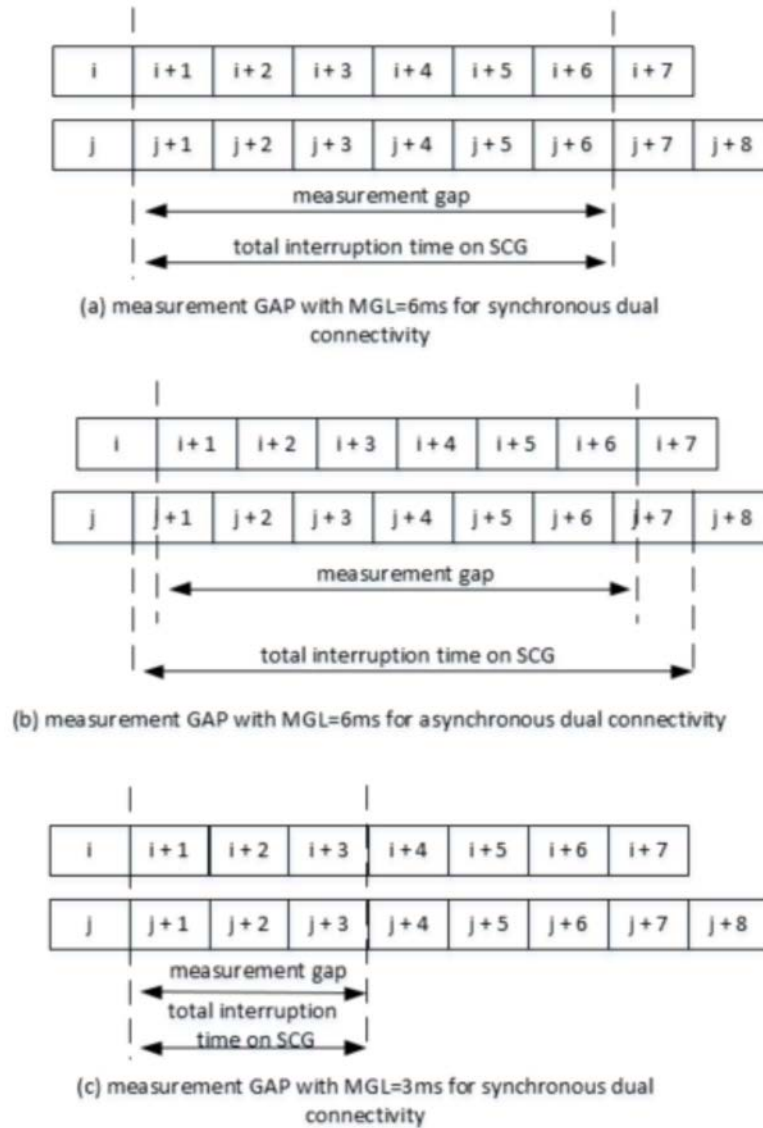 i i + 1 i + 2 i + 3 i + 4 i + 5 i + 6 i + 7
j j + 1 j + 2 j + 3 j + 4 j + 5 j + 6 j + 7 j + 8
measurement gap
total interruption time on SCG
(a) measurement GAP with MGL=6ms for synchronous dual
connectivity
i i + 1 i + 2 i + 3 i + 4 i + 5 i + 6 i + 7
j j + 1 j + 2 j + 3 j + 4 j + 5 j + 6 j + 7 j + 8
measurement gap
total interruption time on SCG
(b) measurement GAP with MGL=6ms for asynchronous dual connectivity
i i + 1 i + 2 i + 3 i + 4 i + 5 i + 6 i + 7
j j + 1 j + 2 j + 3 j + 4 j + 5 j + 6 j + 7 j + 8
measurement gap
total interruption
time on SCG
(c) measurement GAP with MGL=3ms for synchronous dual
connectivity